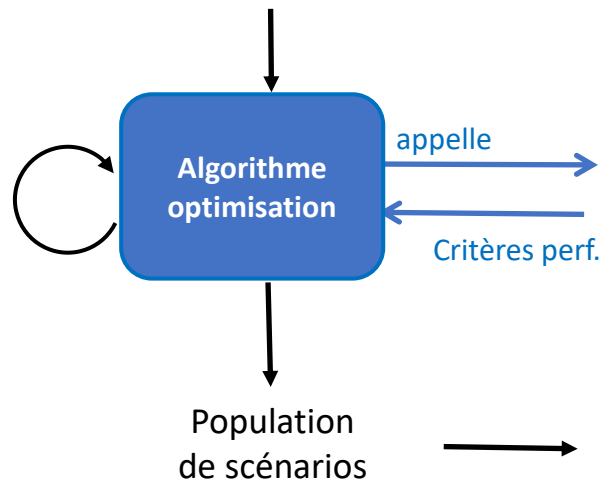 appelle
Algorithme
optimisation
Critères perf.
Population
de scénarios